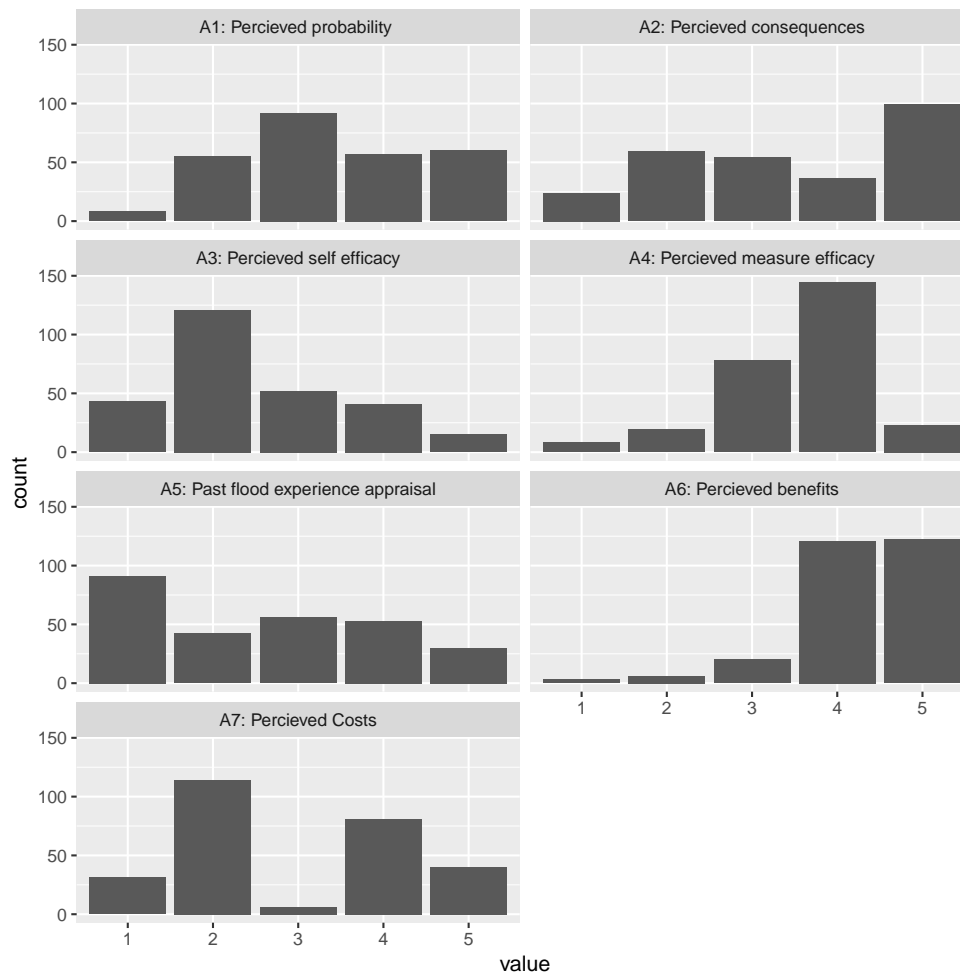 A1: Percieved probability
A2: Percieved consequences
150
100
50
0
A3: Percieved self efficacy
A4: Percieved measure efficacy
150
100
50
0
count
A5: Past flood experience appraisal
A6: Percieved benefits
150
100
50
0
1 2 3 4 5
A7: Percieved Costs
150
100
50
0
1 2 3 4 5
value